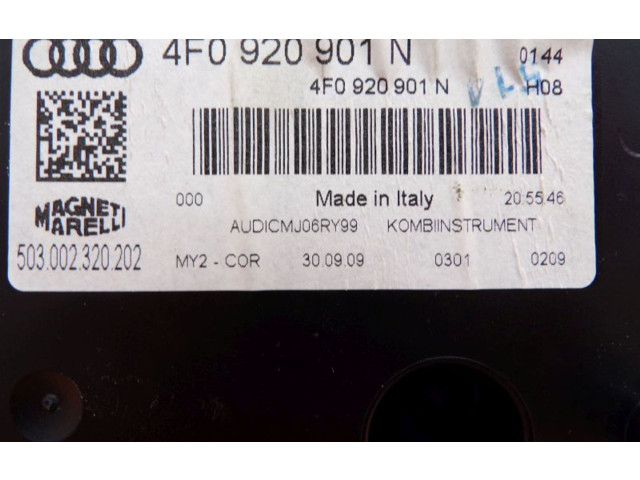 4F0 920 901 N 0144
4F0 920 901 N H08
000 Made in Italy 20:55:46
MAGNETI
MARELLI
AUDICMJ06RY99 KOMBIINSTRUMENT
503.002.320.202
MY2 - COR 30.09.09 0301 0209